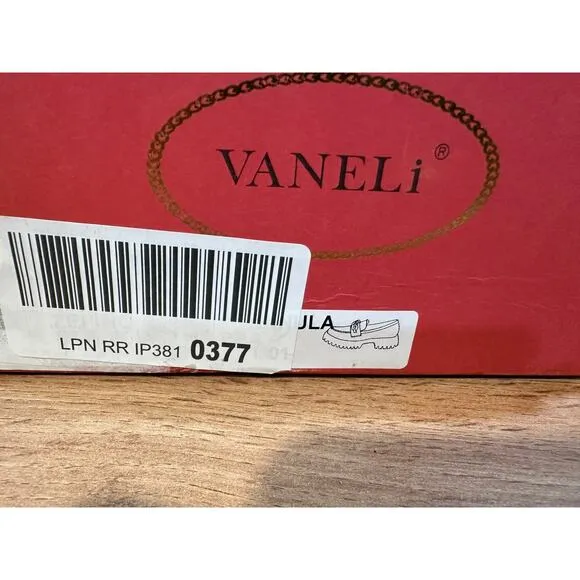 VANELi ®
ULA
LPN RR IP381 0377